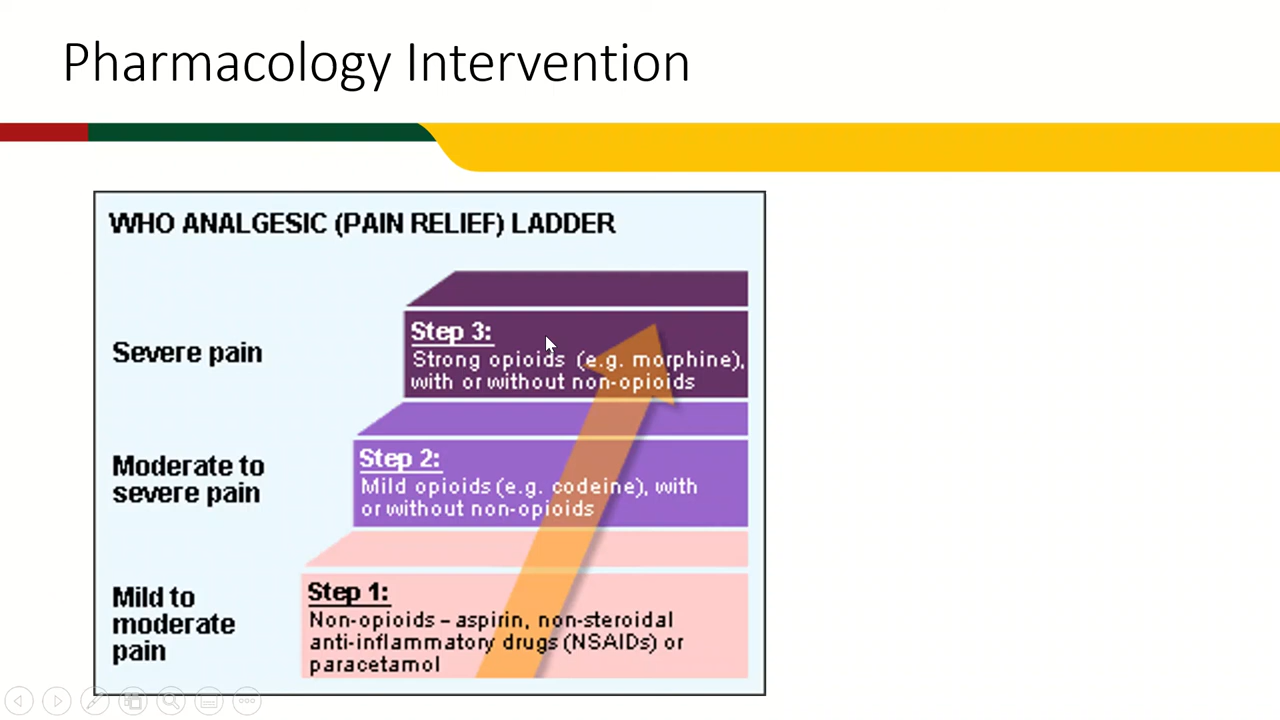 Pharmacology Intervention
WHO ANALGESIC (PAIN RELIEF) LADDER
Severe pain
Step 3:
Strong opioids (e.g. morphine),
with or without non-opioids
Moderate to
severe pain
Step 2:
Mild opioids (e.g. codeine), with
or without non-opioids
Mild to
moderate
pain
Step 1:
Non-opioids – aspirin, non-steroidal
anti-inflammatory drugs (NSAIDs) or
paracetamol